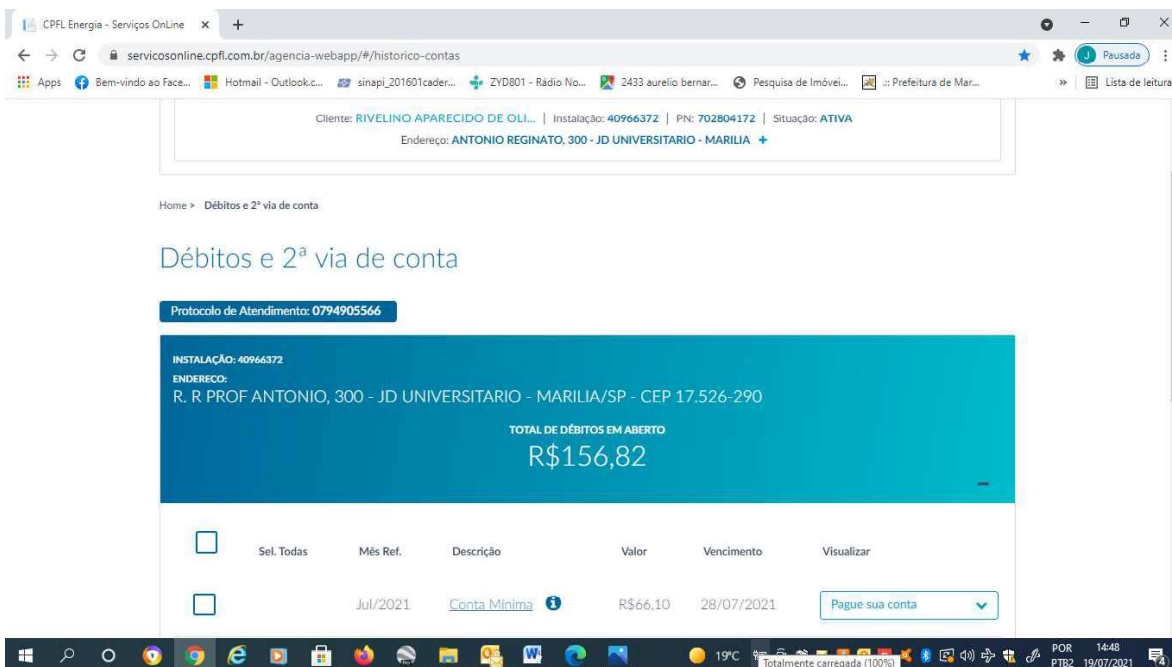 CPFL Energia - Serviços OnLine
servicosonline.cpfl.com.br/agencia-webapp/#/historico-contas
J Pausada
Apps Bem-vindo ao Face... Hotmail - Outlook.c... sinapi_201601cader... ZYD801 - Rádio No... 2433 aurelio bernar... Pesquisa de Imóvei... .:: Prefeitura de Mar... » Lista de leitura
Cliente: RIVELINO APARECIDO DE OLI... | Instalação: 40966372 | PN: 702804172 | Situação: ATIVA
Endereço: ANTONIO REGINATO, 300 - JD UNIVERSITARIO - MARILIA +
Home > Débitos e 2ª via de conta
Débitos e 2ª via de conta
Protocolo de Atendimento: 0794905566
INSTALAÇÃO: 40966372
ENDERECO:
R. R PROF ANTONIO, 300 - JD UNIVERSITARIO - MARILIA/SP - CEP 17.526-290
TOTAL DE DÉBITOS EM ABERTO
R$156,82
Sel. Todas Mês Ref. Descrição Valor Vencimento Visualizar
Jul/2021 Conta Mínima R$66,10 28/07/2021 Pague sua conta
19°C POR 14:48
Totalmente carregada (100%) PTB2 19/07/2021